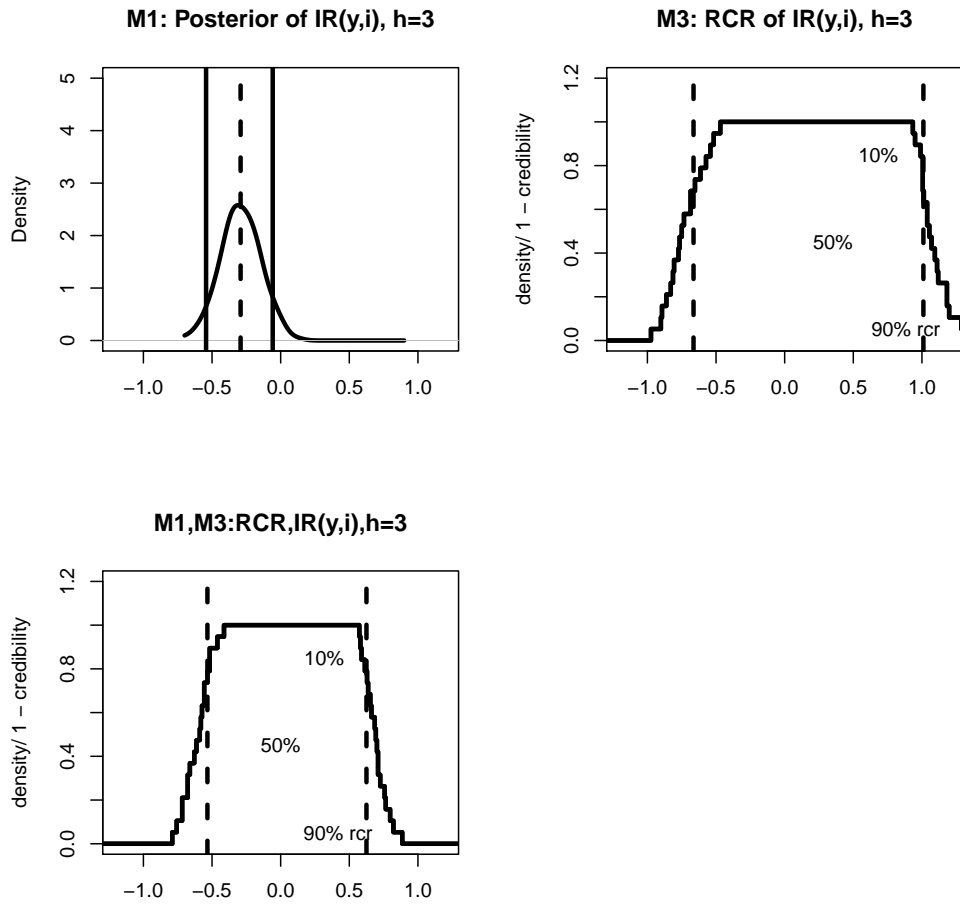 M1: Posterior of IR(y,i), h=3
Density
5
4
3
2
1
0
−1.0 −0.5 0.0 0.5 1.0
M3: RCR of IR(y,i), h=3
density/ 1 − credibility
1.2
0.8
0.4
0.0
10%
50%
90% rcr
−1.0 −0.5 0.0 0.5 1.0
M1,M3:RCR,IR(y,i),h=3
density/ 1 − credibility
1.2
0.8
0.4
0.0
10%
50%
90% rcr
−1.0 −0.5 0.0 0.5 1.0